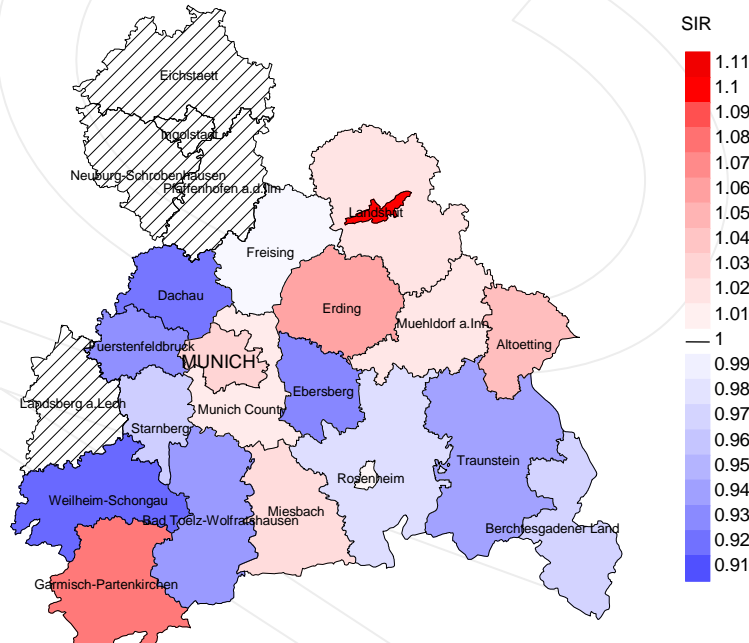 SIR
1.11
1.1
1.09
1.08
1.07
1.06
1.05
1.04
1.03
1.02
1.01
1
0.99
0.98
0.97
0.96
0.95
0.94
0.93
0.92
0.91
Eichstaett
Ingolstadt
Neuburg-Schrobenhausen
Pfaffenhofen a.d.Ilm
Landshut
Freising
Dachau
Erding
Muehldorf a.Inn
Altoetting
Fuerstenfeldbruck
MUNICH
Ebersberg
Landsberg a.Lech
Munich County
Starnberg
Traunstein
Rosenheim
Weilheim-Schongau
Miesbach
Bad Toelz-Wolfratshausen
Berchtesgadener Land
Garmisch-Partenkirchen